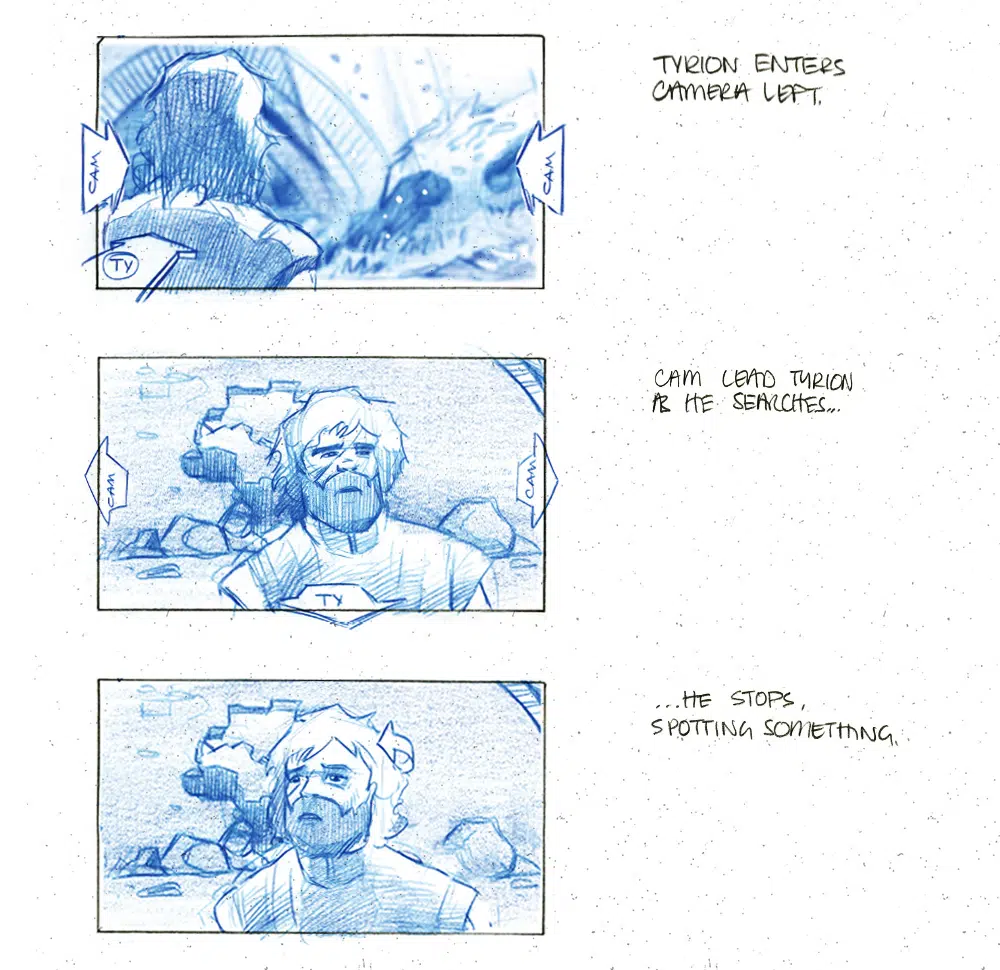 TYRION ENTERS
CAMERA LEFT.
CAM
CAM
TY
CAM LEAD TYRION
AS HE SEARCHES...
CAM
CAM
TY
...HE STOPS,
SPOTTING SOMETHING.